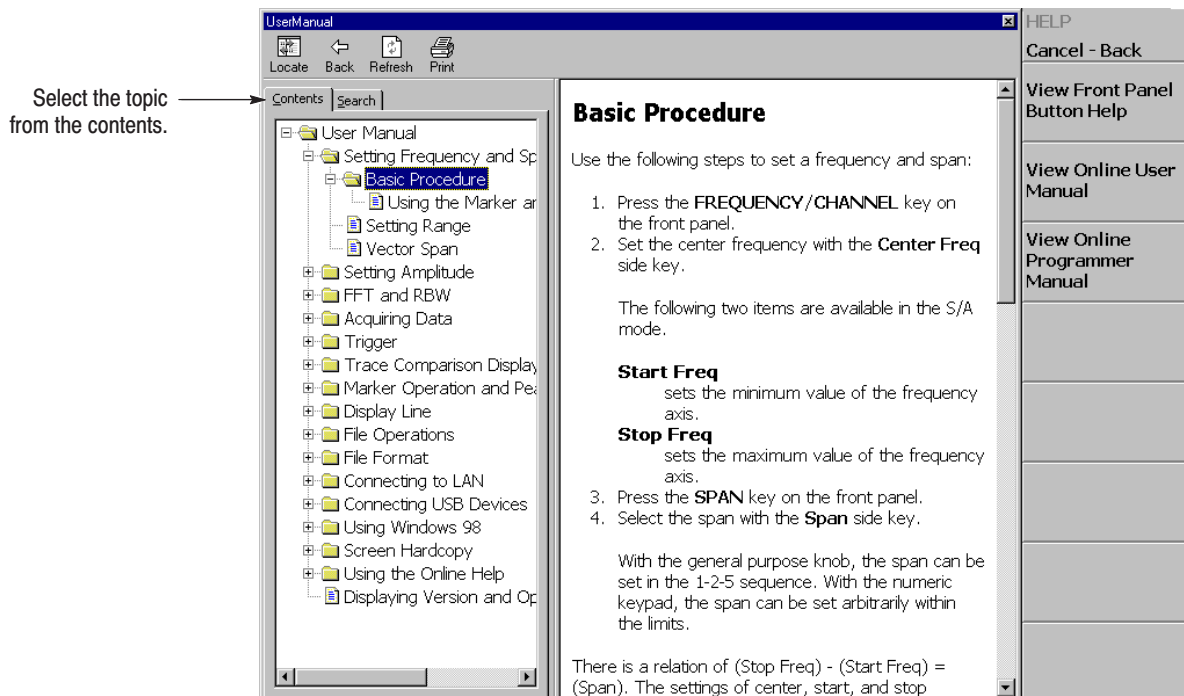 Select the topic
from the contents.
UserManual
Locate Back Refresh Print
Contents Search
User Manual
Setting Frequency and Sp
Basic Procedure
Using the Marker ar
Setting Range
Vector Span
Setting Amplitude
FFT and RBW
Acquiring Data
Trigger
Trace Comparison Display
Marker Operation and Pea
Display Line
File Operations
File Format
Connecting to LAN
Connecting USB Devices
Using Windows 98
Screen Hardcopy
Using the Online Help
Displaying Version and Op
Basic Procedure
Use the following steps to set a frequency and span:
1. Press the FREQUENCY/CHANNEL key on
the front panel.
2. Set the center frequency with the Center Freq
side key.
The following two items are available in the S/A
mode.
Start Freq
sets the minimum value of the frequency
axis.
Stop Freq
sets the maximum value of the frequency
axis.
3. Press the SPAN key on the front panel.
4. Select the span with the Span side key.
With the general purpose knob, the span can be
set in the 1-2-5 sequence. With the numeric
keypad, the span can be set arbitrarily within
the limits.
There is a relation of (Stop Freq) - (Start Freq) =
(Span). The settings of center, start, and stop
HELP
Cancel - Back
View Front Panel
Button Help
View Online User
Manual
View Online
Programmer
Manual